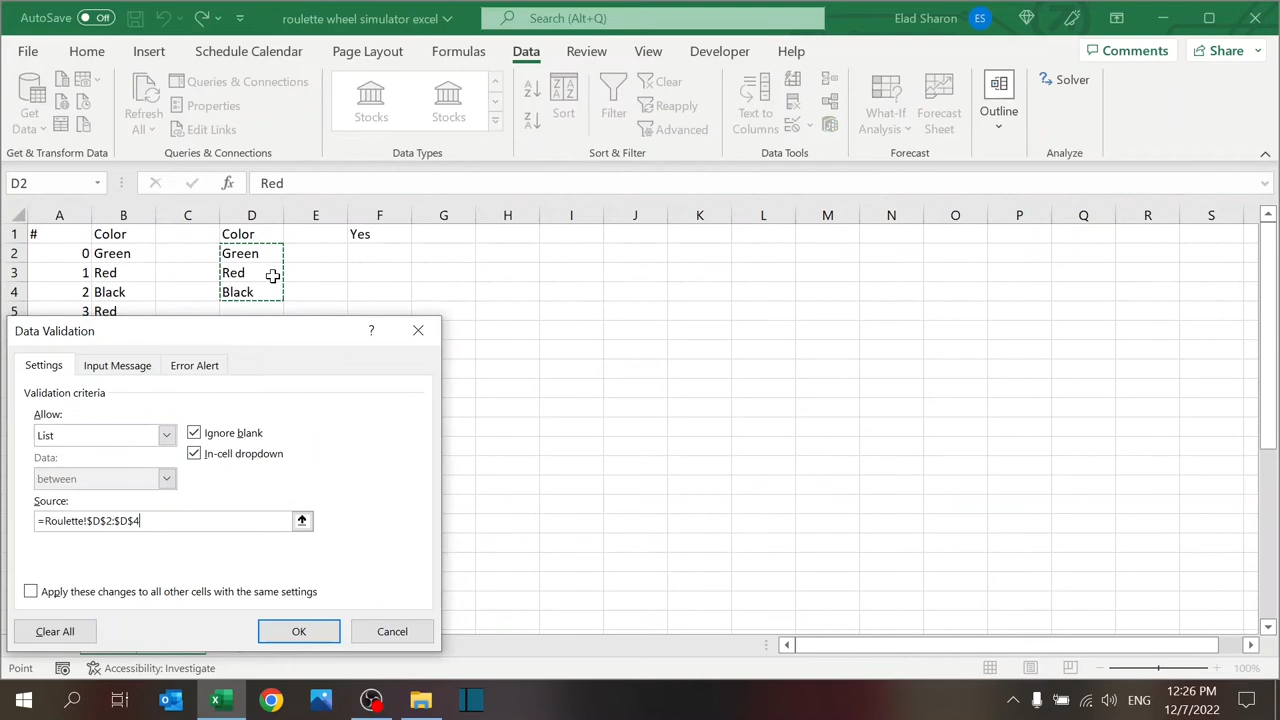 AutoSave Off roulette wheel simulator excel Search (Alt+Q) Elad Sharon ES
File Home Insert Schedule Calendar Page Layout Formulas Data Review View Developer Help Comments Share
Get Data Refresh All Queries & Connections Properties Edit Links Stocks Stocks Sort Filter Clear Reapply Advanced Text to Columns What-If Analysis Forecast Sheet Outline Solver
Get & Transform Data Queries & Connections Data Types Sort & Filter Data Tools Forecast Analyze
D2 fx Red
A B C D E F G H I J K L M N O P Q R S
1 # Color Color Yes
2 0 Green Green
3 1 Red Red
4 2 Black Black
5 3 Red
Data Validation ?
Settings Input Message Error Alert
Validation criteria
Allow:
List Ignore blank
Data: In-cell dropdown
between
Source:
=Roulette!$D$2:$D$4
Apply these changes to all other cells with the same settings
Clear All OK Cancel
Point Accessibility: Investigate 100%
ENG 12:26 PM
12/7/2022